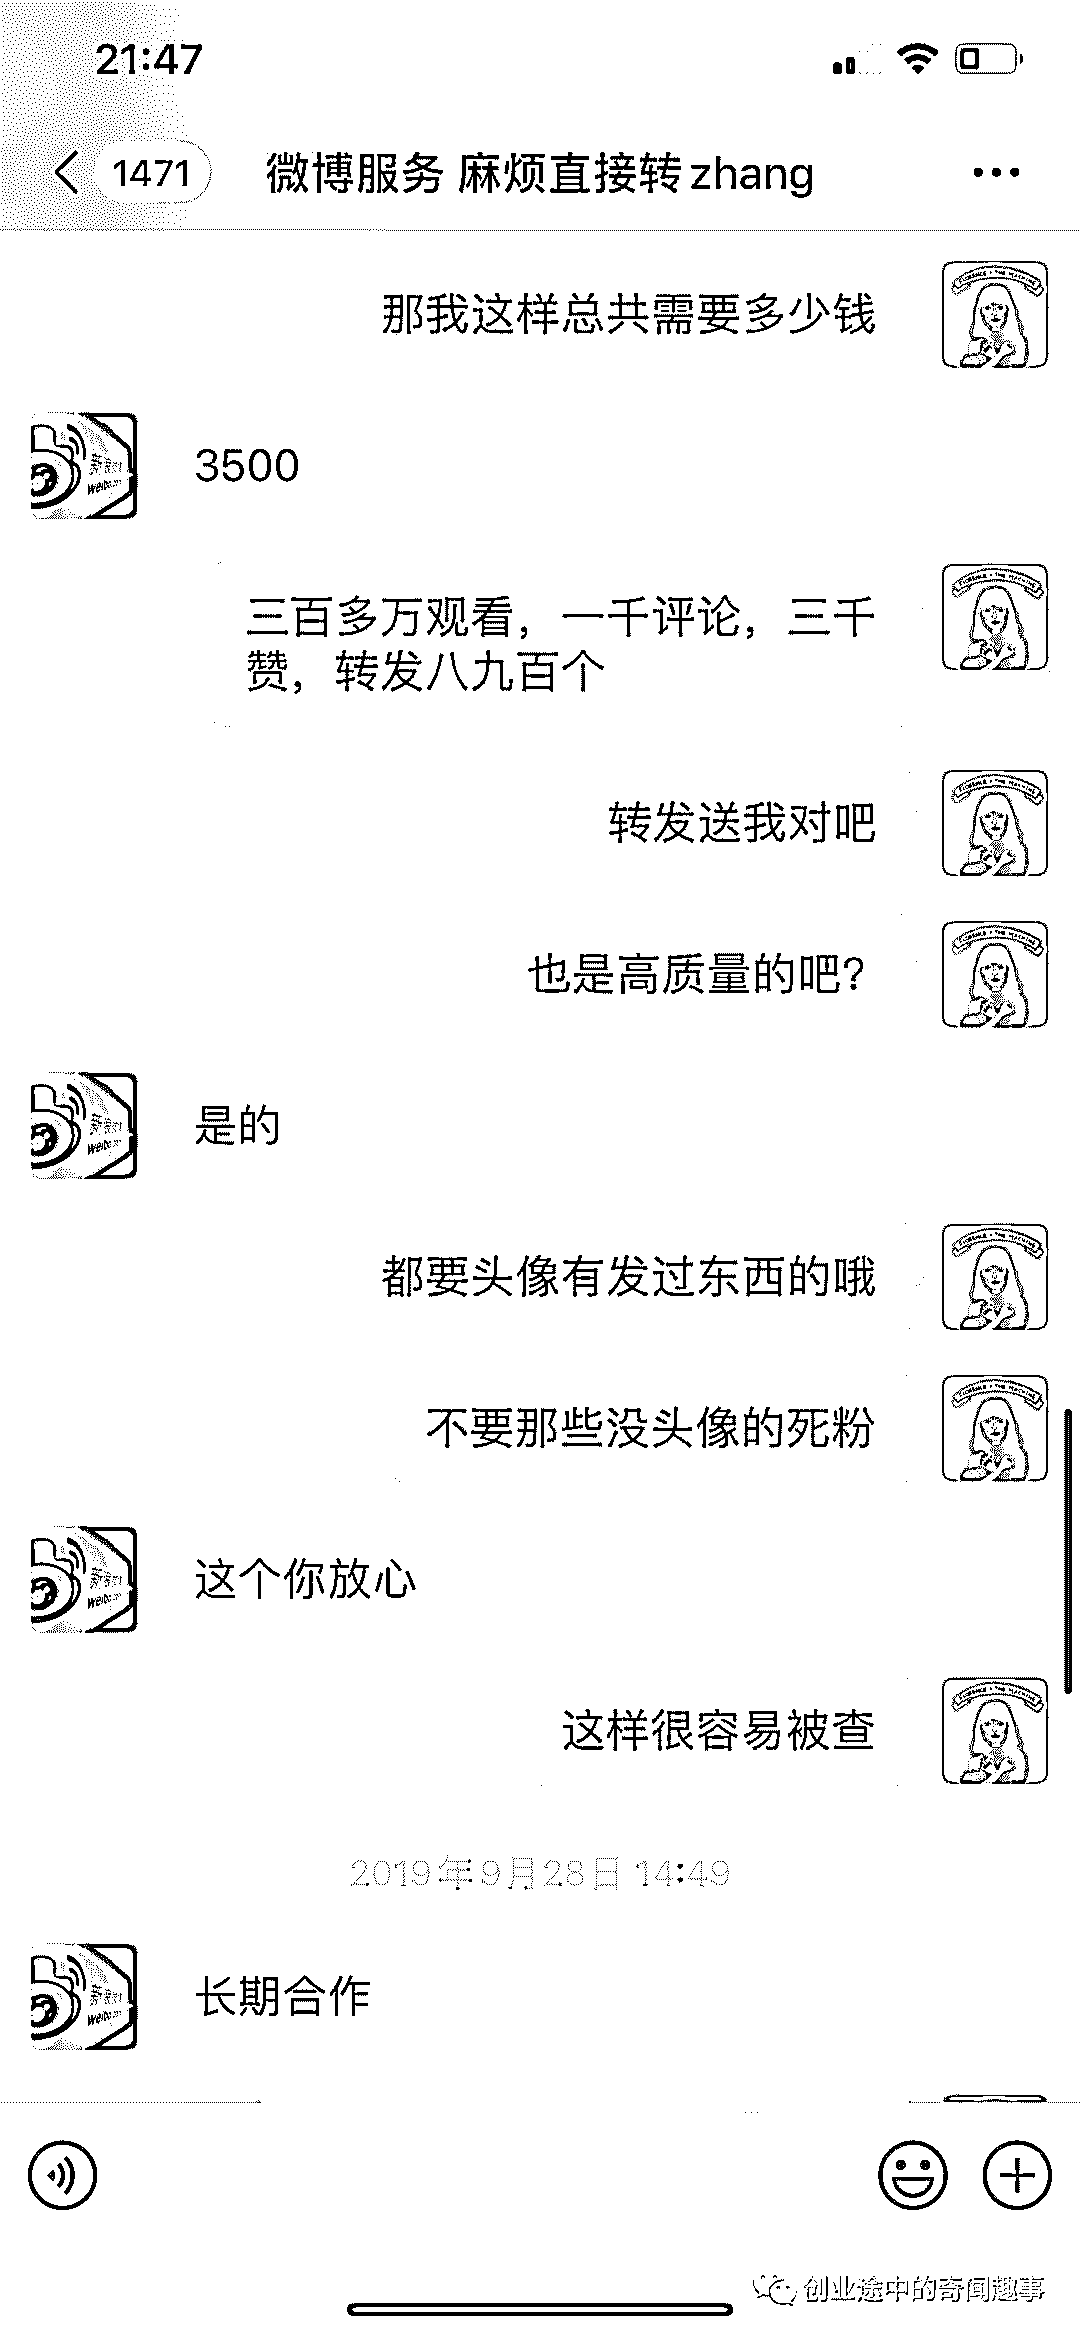 21:47
1471
微博服务 麻烦直接转zhang
那我这样总共需要多少钱
3500
三百多万观看，一千评论，三千
赞，转发八九百个
转发送我对吧
也是高质量的吧？
是的
都要头像有发过东西的哦
不要那些没头像的死粉
这个你放心
这样很容易被查
2019年9月28日 14:49
长期合作
创业途中的奇闻趣事